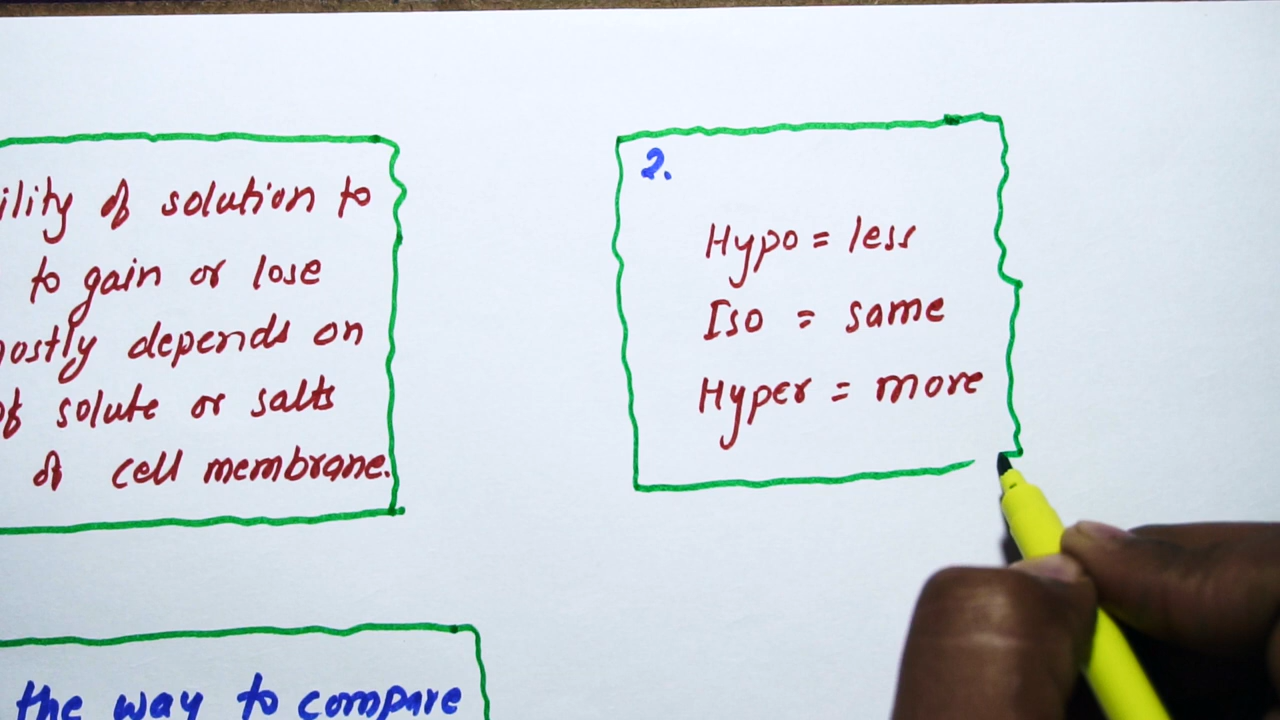 ility of solution to
to gain or lose
mostly depends on
of solute or salts
of cell membrane.
2.
Hypo = less
Iso = same
Hyper = more
the way to compare